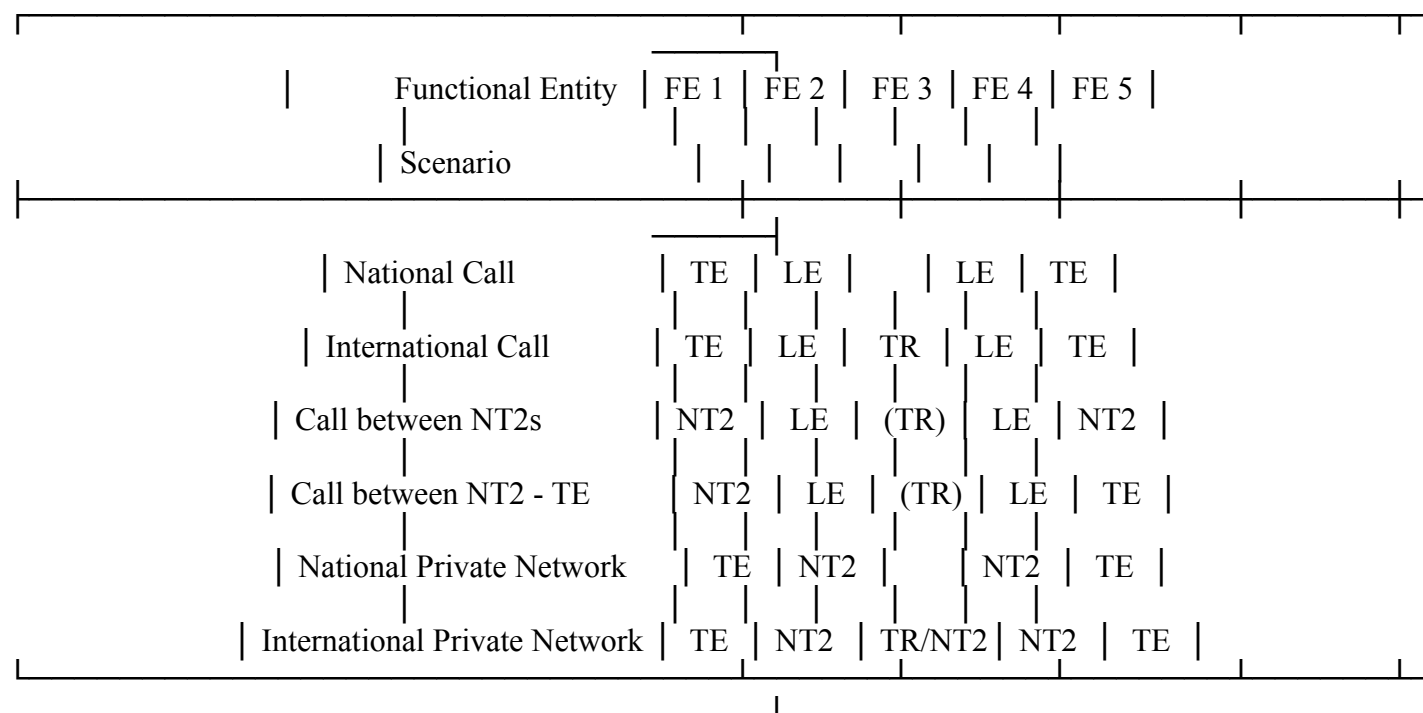 Functional Entity | FE 1 | FE 2 | FE 3 | FE 4 | FE 5 |
Scenario
National Call | TE | LE | | LE | TE |
International Call | TE | LE | TR | LE | TE |
Call between NT2s | NT2 | LE | (TR) | LE | NT2 |
Call between NT2 - TE | NT2 | LE | (TR) | LE | TE |
National Private Network | TE | NT2 | | NT2 | TE |
International Private Network | TE | NT2 | TR/NT2 | NT2 | TE |